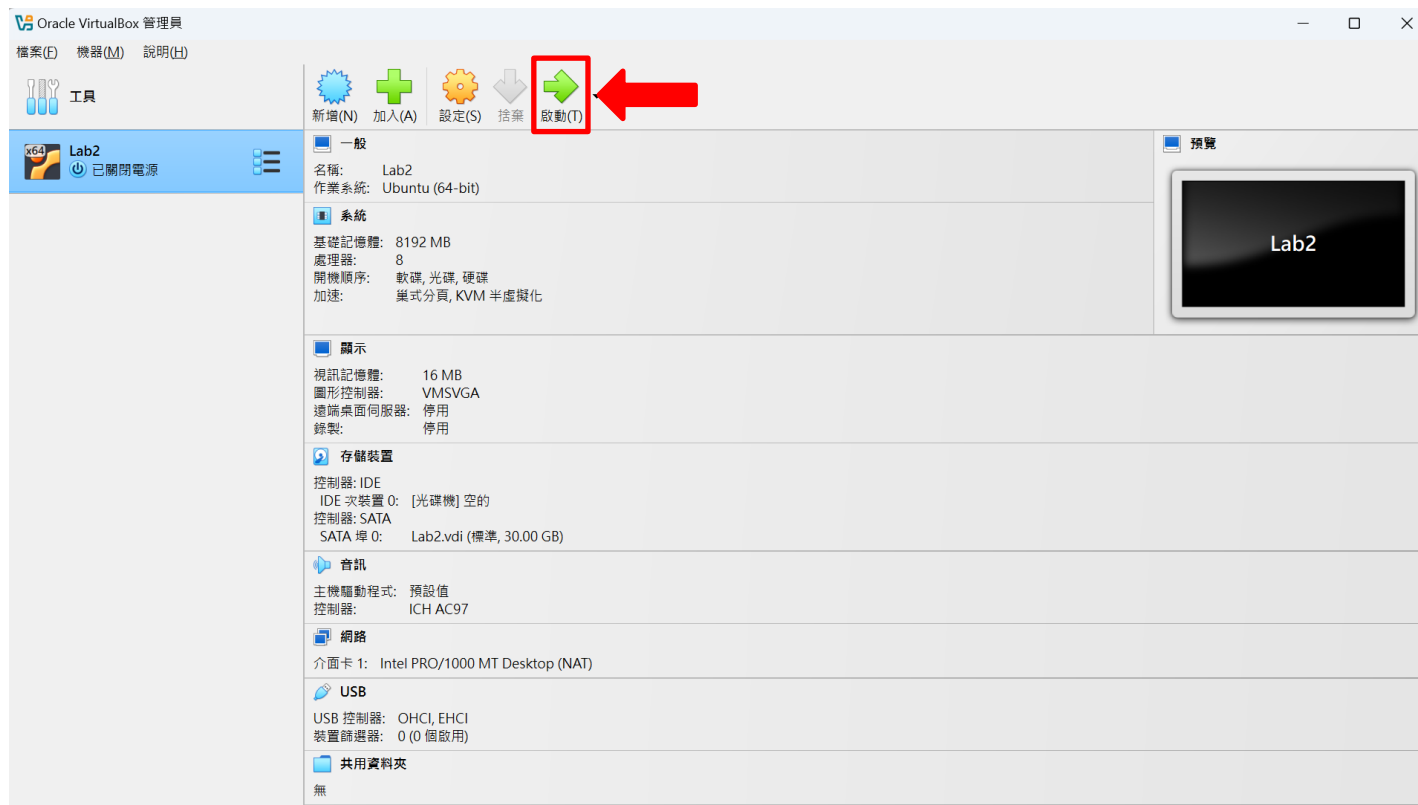 Oracle VirtualBox 管理員
檔案(F) 機器(M) 說明(H)
工具
新增(N) 加入(A) 設定(S) 捨棄 啟動(T)
x64 Lab2
已關閉電源
一般
名稱: Lab2
作業系統: Ubuntu (64-bit)
預覽
Lab2
系統
基礎記憶體: 8192 MB
處理器: 8
開機順序: 軟碟, 光碟, 硬碟
加速: 巢式分頁, KVM 半虛擬化
顯示
視訊記憶體: 16 MB
圖形控制器: VMSVGA
遠端桌面伺服器: 停用
錄製: 停用
存儲裝置
控制器: IDE
IDE 次裝置 0: [光碟機] 空的
控制器: SATA
SATA 埠 0: Lab2.vdi (標準, 30.00 GB)
音訊
主機驅動程式: 預設值
控制器: ICH AC97
網路
介面卡 1: Intel PRO/1000 MT Desktop (NAT)
USB
USB 控制器: OHCI, EHCI
裝置篩選器: 0 (0 個啟用)
共用資料夾
無